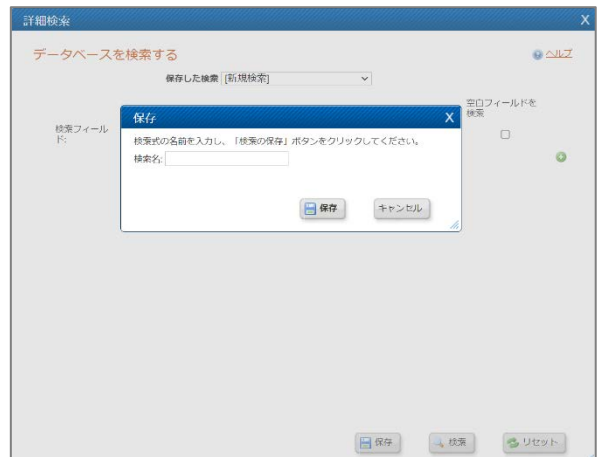 詳細検索 X
データベースを検索する ヘルプ
保存した検索 [新規検索]
空白フィールドを
検索
検索フィール
ド:
保存 X
検索式の名前を入力し、「検索の保存」ボタンをクリックしてください。
検索名:
保存 キャンセル
保存 検索 リセット